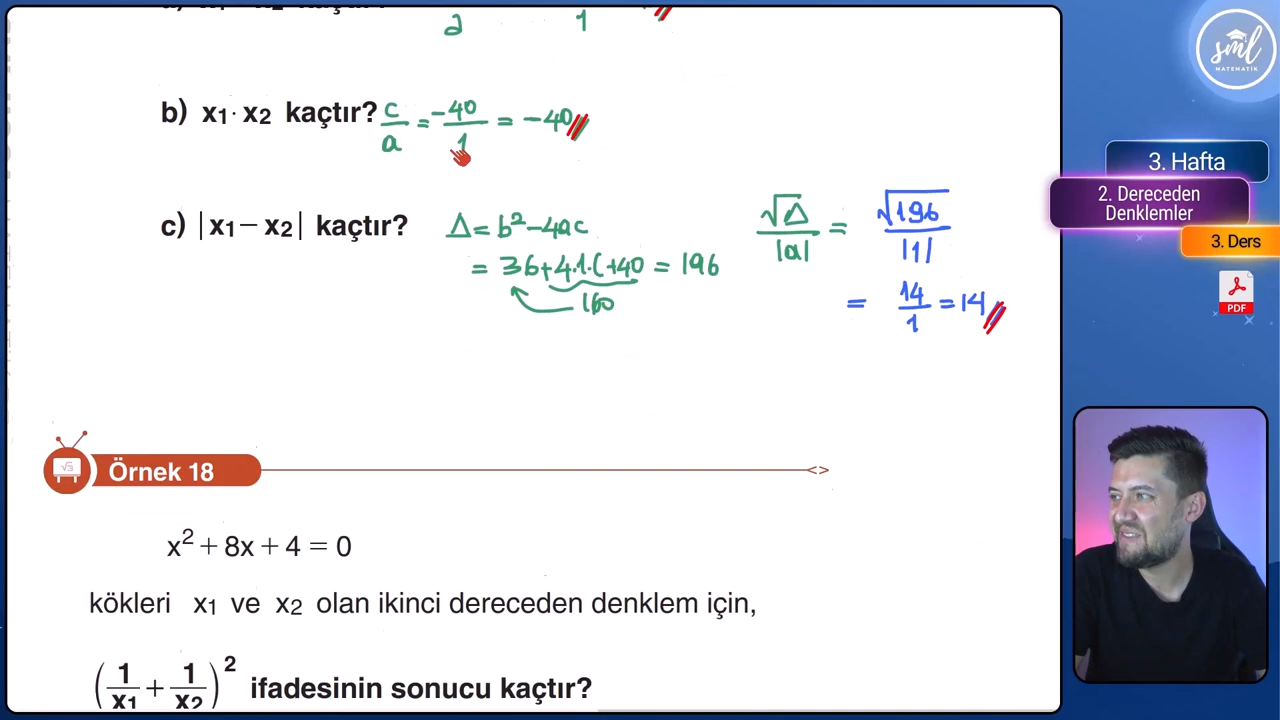 b) x1 · x2 kaçtır? c/a = -40/1 = -40
c) |x1 − x2| kaçtır? Δ = b² - 4ac
= 36 + 4.1.(+40 = 196
160
√Δ/|a| = √196/|1|
= 14/1 = 14
Örnek 18
<>
x² + 8x + 4 = 0
kökleri x1 ve x2 olan ikinci dereceden denklem için,
(1/x1 + 1/x2)² ifadesinin sonucu kaçtır?
sml
MATEMATİK
3. Hafta
2. Dereceden
Denklemler
3. Ders
PDF